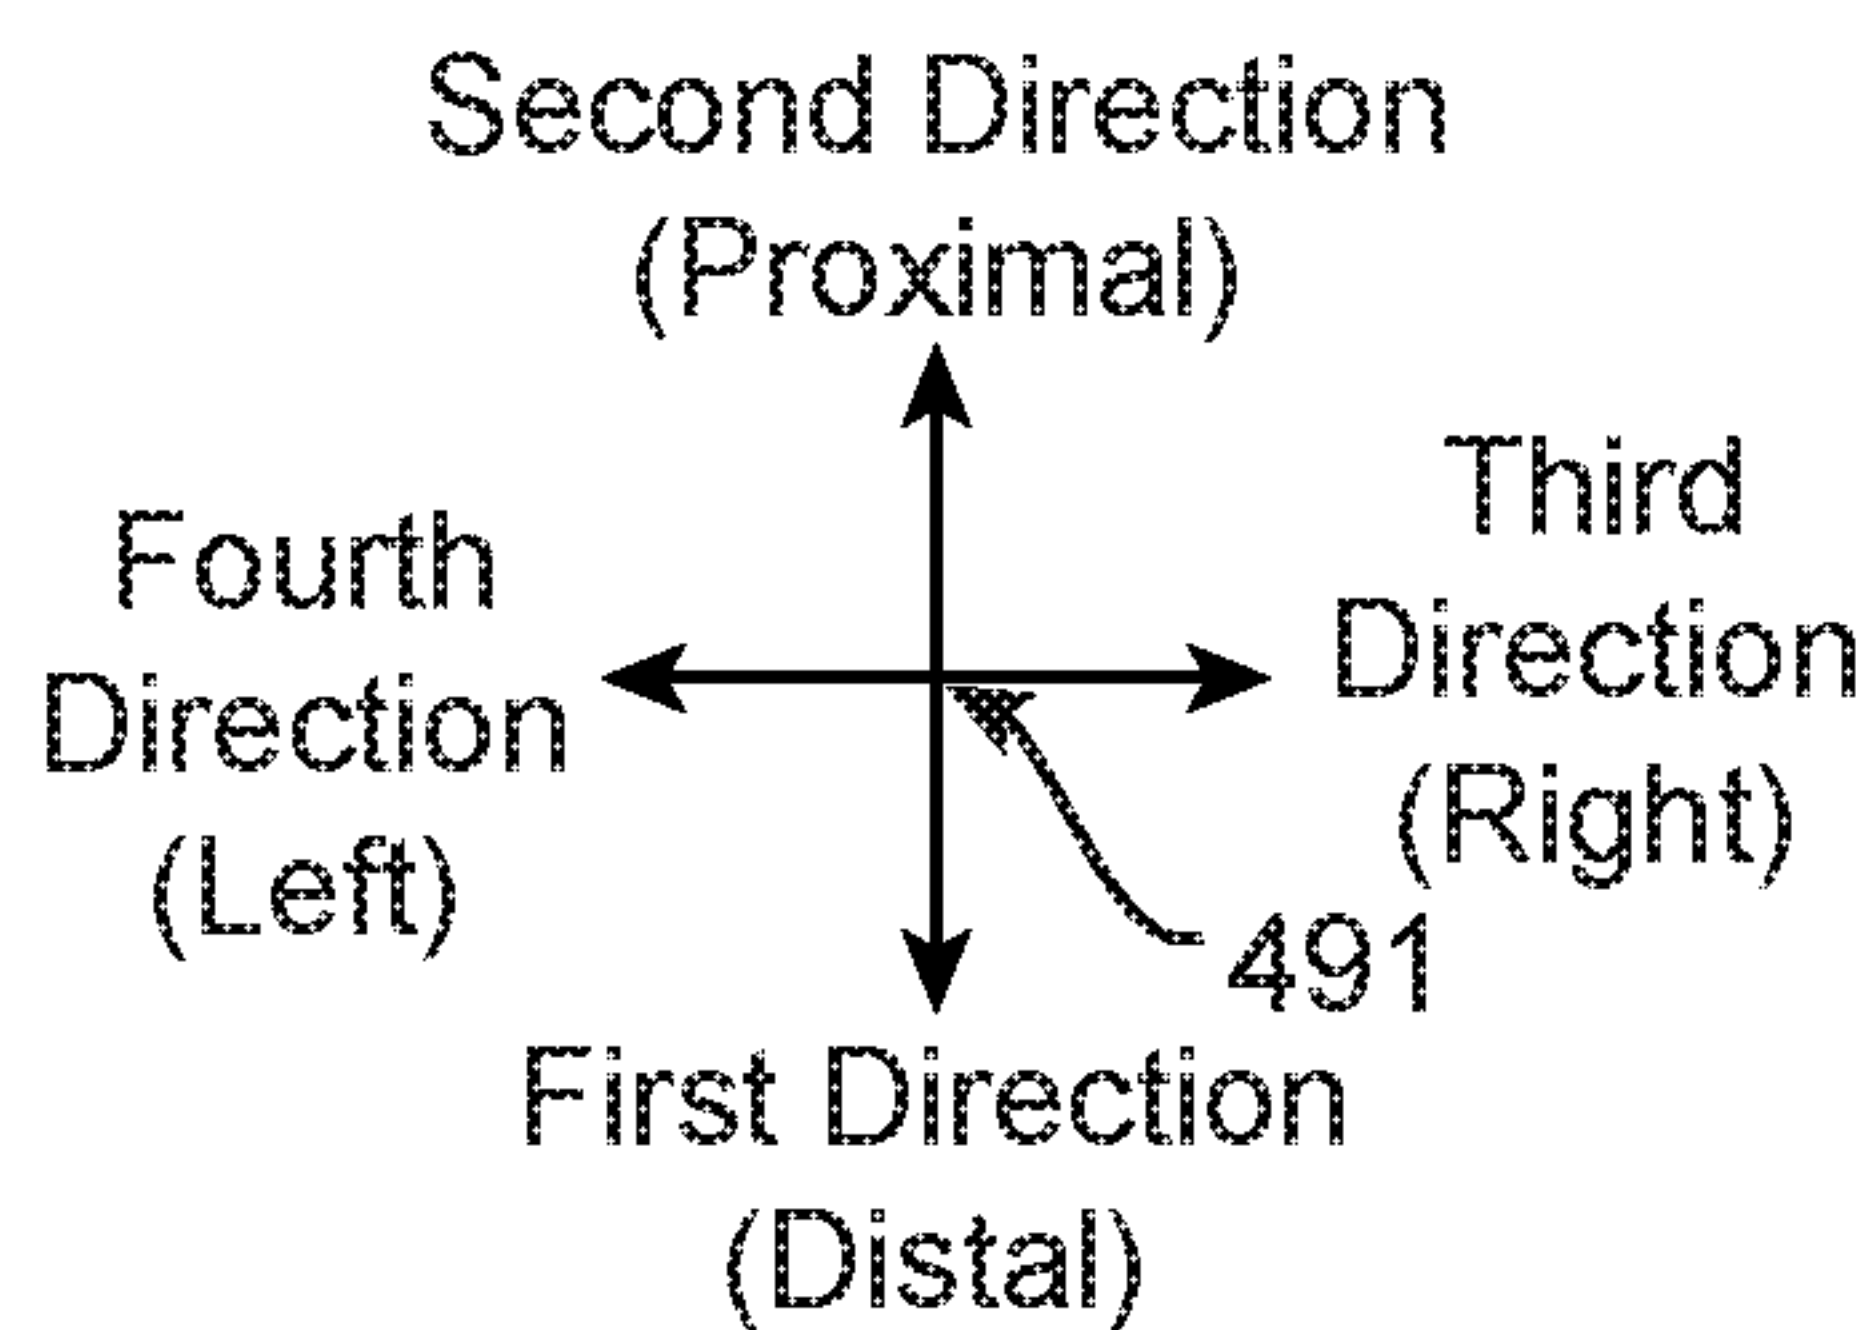 Second Direction
(Proximal)
Third
Direction
(Right)
Fourth
Direction
(Left)
491
First Direction
(Distal)